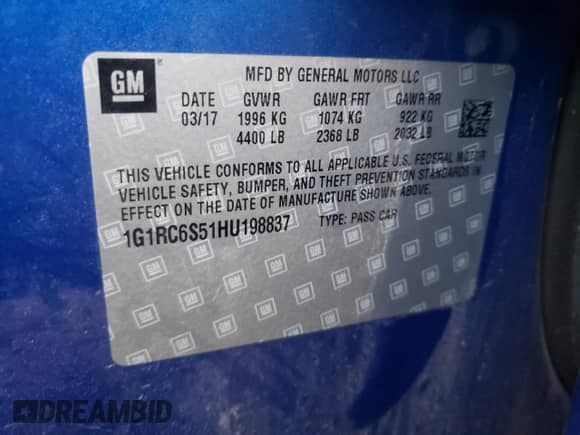 GM
MFD BY GENERAL MOTORS LLC
DATE GVWR GAWR FRT GAWR RR
03/17 1996 KG 1074 KG 922 KG
4400 LB 2368 LB 2032 LB
THIS VEHICLE CONFORMS TO ALL APPLICABLE U.S. FEDERAL MOTOR
VEHICLE SAFETY, BUMPER, AND THEFT PREVENTION STANDARDS IN
EFFECT ON THE DATE OF MANUFACTURE SHOWN ABOVE.
1G1RC6S51HU198837 TYPE: PASS CAR
DREAMBID